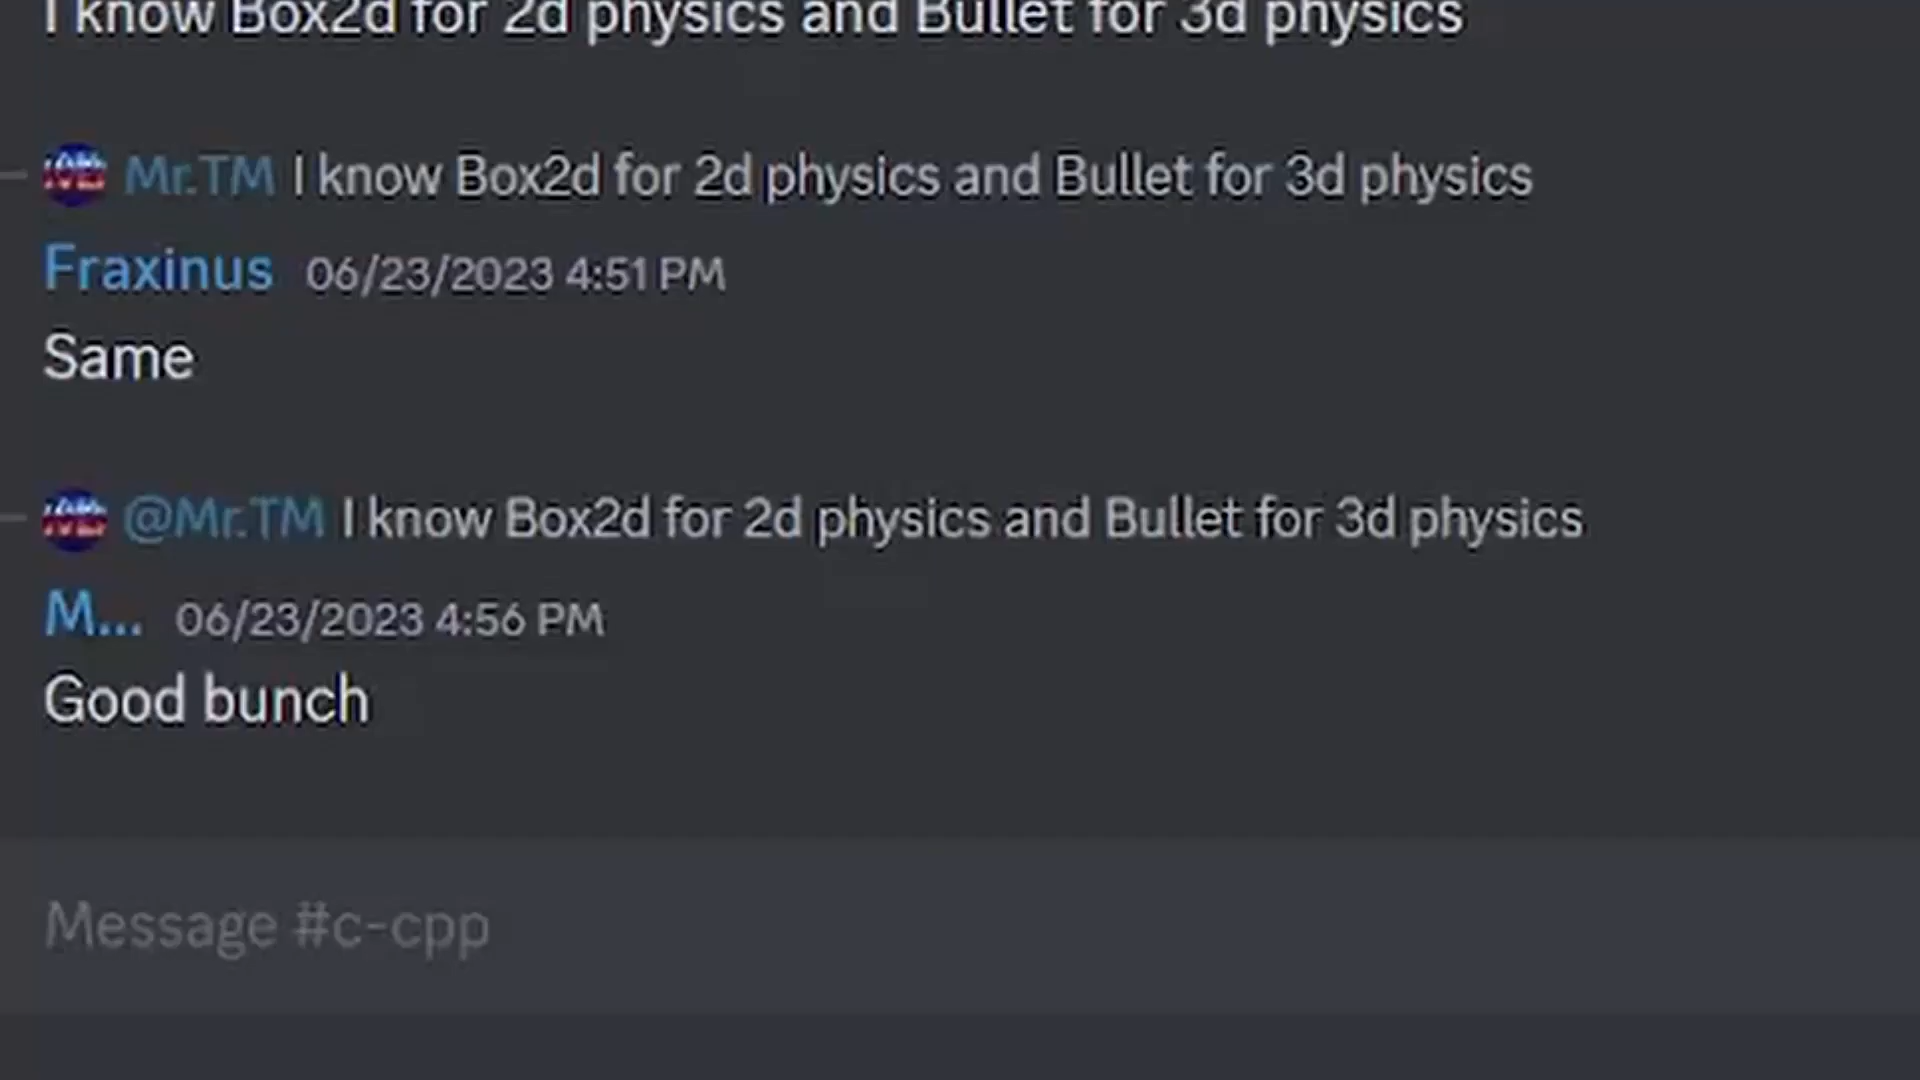 I know Box2d for 2d physics and Bullet for 3d physics
Mr.TM I know Box2d for 2d physics and Bullet for 3d physics
Fraxinus 06/23/2023 4:51 PM
Same
@Mr.TM I know Box2d for 2d physics and Bullet for 3d physics
M... 06/23/2023 4:56 PM
Good bunch
Message #c-cpp